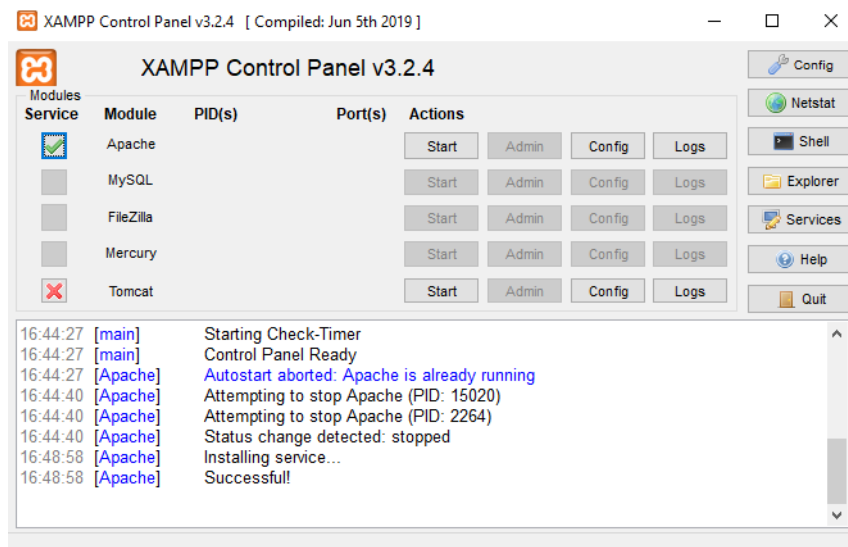 XAMPP Control Panel v3.2.4 [ Compiled: Jun 5th 2019 ]
XAMPP Control Panel v3.2.4
Config
Modules
Service Module PID(s) Port(s) Actions
Netstat
Apache Start Admin Config Logs
Shell
MySQL Start Admin Config Logs
Explorer
FileZilla Start Admin Config Logs
Services
Mercury Start Admin Config Logs
Help
Tomcat Start Admin Config Logs
Quit
16:44:27 [main] Starting Check-Timer
16:44:27 [main] Control Panel Ready
16:44:27 [Apache] Autostart aborted: Apache is already running
16:44:40 [Apache] Attempting to stop Apache (PID: 15020)
16:44:40 [Apache] Attempting to stop Apache (PID: 2264)
16:44:40 [Apache] Status change detected: stopped
16:48:58 [Apache] Installing service...
16:48:58 [Apache] Successful!